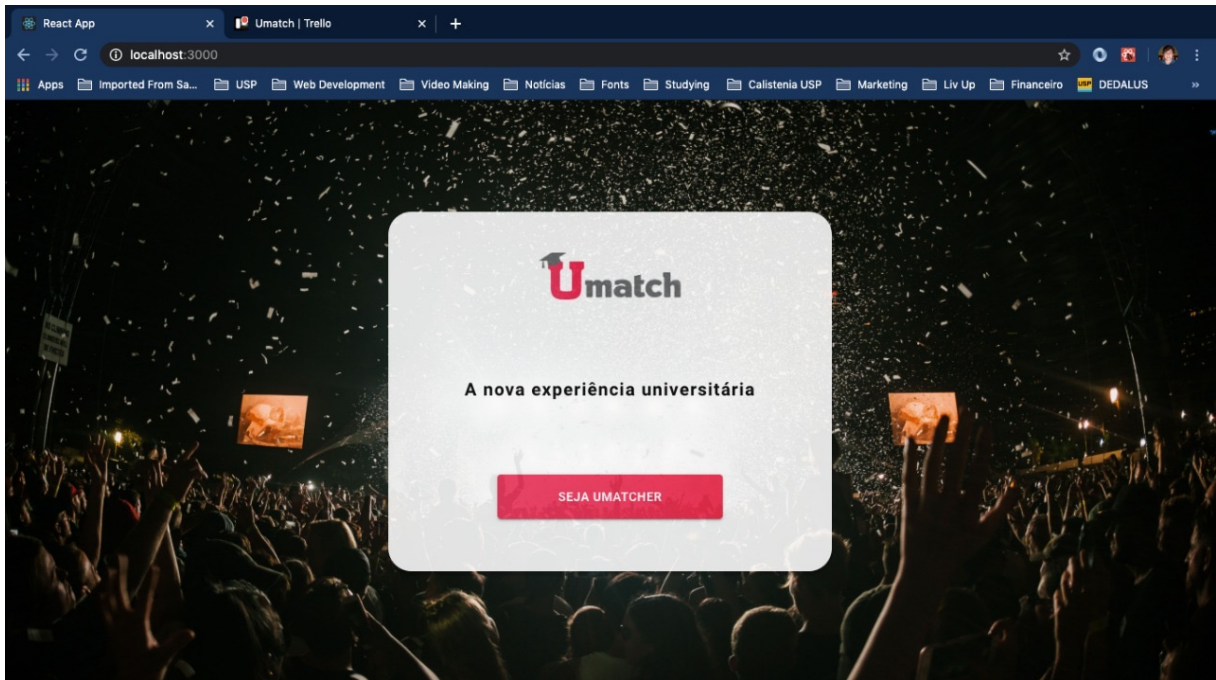 React App
Umatch | Trello
localhost:3000
Apps Imported From Sa... USP Web Development Video Making Notícias Fonts Studying Calistenia USP Marketing Liv Up Financeiro USP DEDALUS »
Umatch
A nova experiência universitária
SEJA UMATCHER